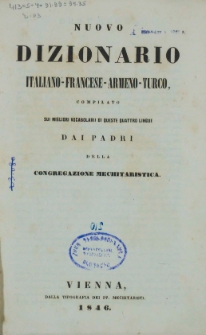 NUOVO
DIZIONARIO
ITALIANO-FRANCESE-ARMENO-TURCO,
COMPILATO
SUI MIGLIORI VOCABOLARI DI QUESTE QUATTRO LINGUE
DAI PADRI
DELLA
CONGREGAZIONE MECHITARISTICA.
VIENNA,
DALLA TIPOGRAFIA DEI PP. MECHITARISTI.
1846.